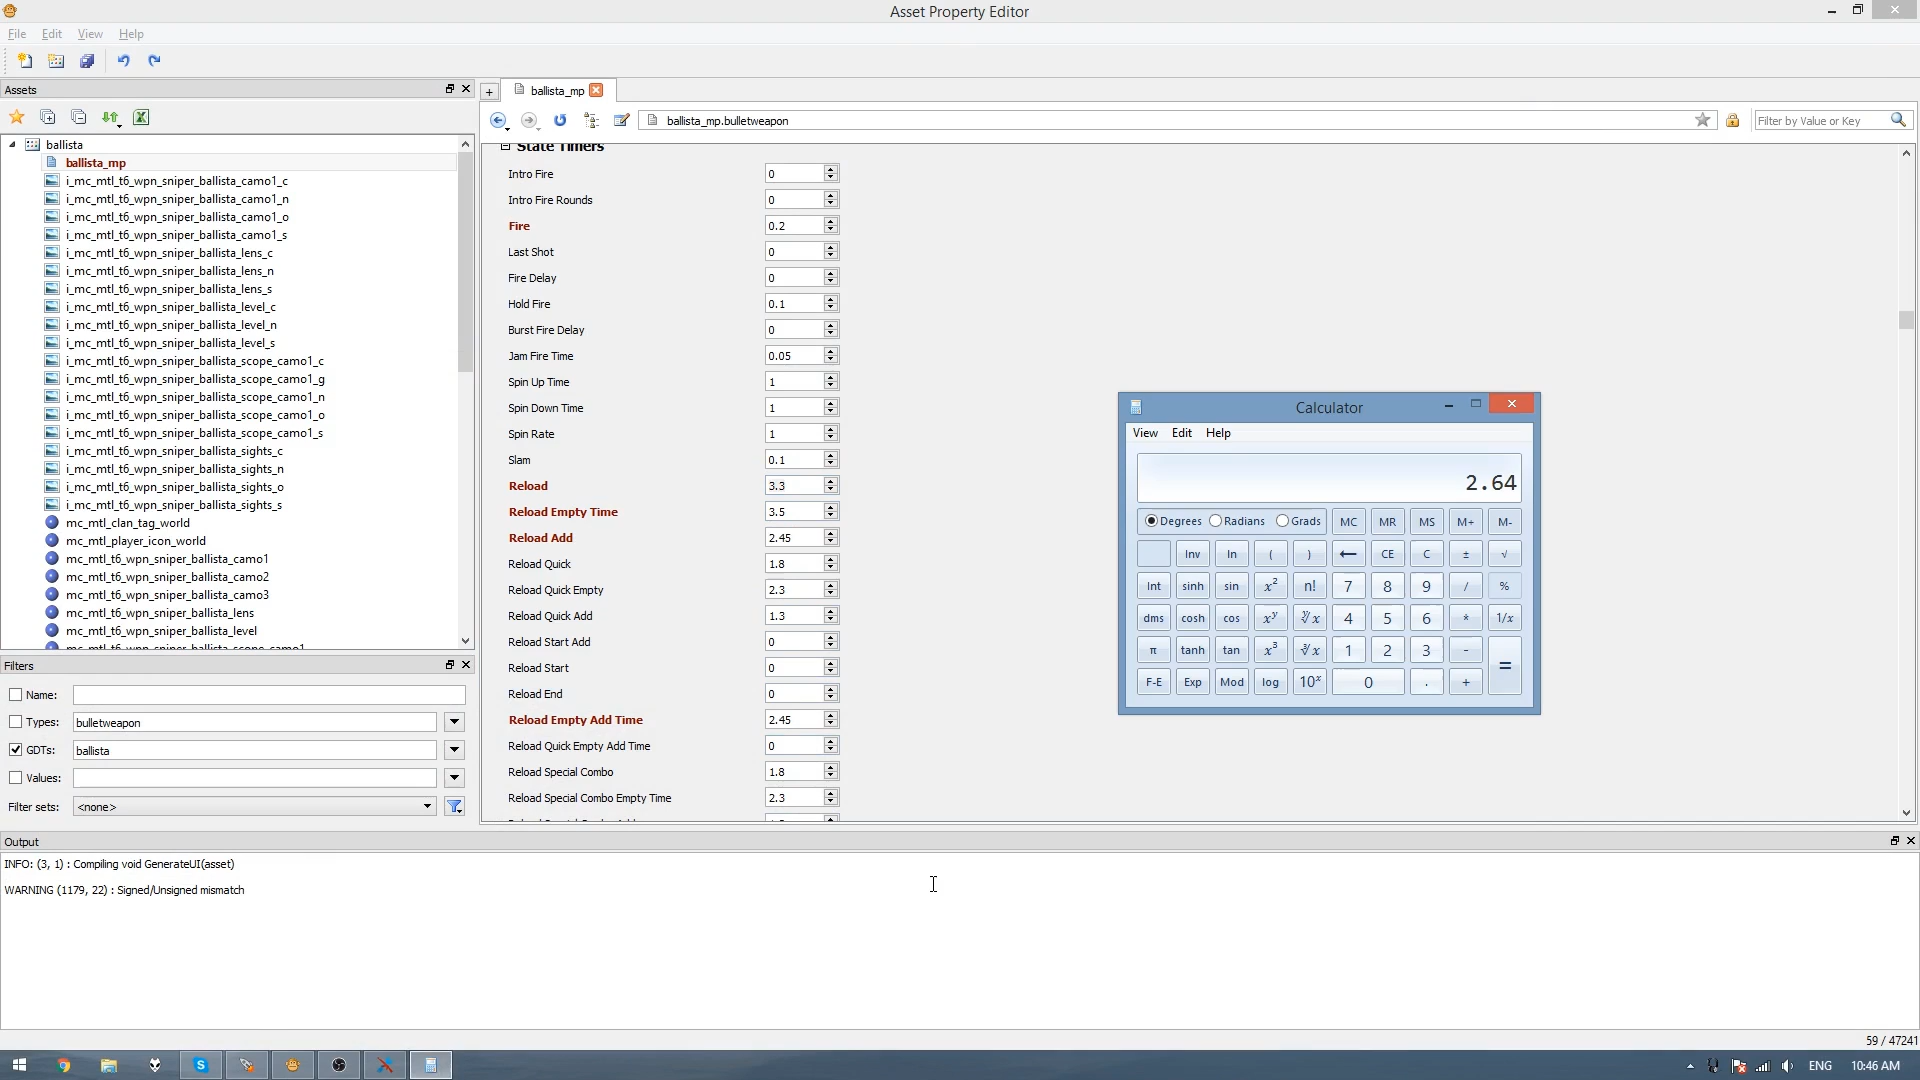 Asset Property Editor
File Edit View Help
Assets
ballista
ballista_mp
i_mc_mtl_t6_wpn_sniper_ballista_camo1_c
i_mc_mtl_t6_wpn_sniper_ballista_camo1_n
i_mc_mtl_t6_wpn_sniper_ballista_camo1_o
i_mc_mtl_t6_wpn_sniper_ballista_camo1_s
i_mc_mtl_t6_wpn_sniper_ballista_lens_c
i_mc_mtl_t6_wpn_sniper_ballista_lens_n
i_mc_mtl_t6_wpn_sniper_ballista_lens_s
i_mc_mtl_t6_wpn_sniper_ballista_level_c
i_mc_mtl_t6_wpn_sniper_ballista_level_n
i_mc_mtl_t6_wpn_sniper_ballista_level_s
i_mc_mtl_t6_wpn_sniper_ballista_scope_camo1_c
i_mc_mtl_t6_wpn_sniper_ballista_scope_camo1_g
i_mc_mtl_t6_wpn_sniper_ballista_scope_camo1_n
i_mc_mtl_t6_wpn_sniper_ballista_scope_camo1_o
i_mc_mtl_t6_wpn_sniper_ballista_scope_camo1_s
i_mc_mtl_t6_wpn_sniper_ballista_sights_c
i_mc_mtl_t6_wpn_sniper_ballista_sights_n
i_mc_mtl_t6_wpn_sniper_ballista_sights_o
i_mc_mtl_t6_wpn_sniper_ballista_sights_s
mc_mtl_clan_tag_world
mc_mtl_player_icon_world
mc_mtl_t6_wpn_sniper_ballista_camo1
mc_mtl_t6_wpn_sniper_ballista_camo2
mc_mtl_t6_wpn_sniper_ballista_camo3
mc_mtl_t6_wpn_sniper_ballista_lens
mc_mtl_t6_wpn_sniper_ballista_level
Filters
Name:
Types: bulletweapon
GDTs: ballista
Values:
Filter sets: <none>
+ ballista_mp
ballista_mp.bulletweapon
Filter by Value or Key
State Timers
Intro Fire 0
Intro Fire Rounds 0
Fire 0.2
Last Shot 0
Fire Delay 0
Hold Fire 0.1
Burst Fire Delay 0
Jam Fire Time 0.05
Spin Up Time 1
Spin Down Time 1
Spin Rate 1
Slam 0.1
Reload 3.3
Reload Empty Time 3.5
Reload Add 2.45
Reload Quick 1.8
Reload Quick Empty 2.3
Reload Quick Add 1.3
Reload Start Add 0
Reload Start 0
Reload End 0
Reload Empty Add Time 2.45
Reload Quick Empty Add Time 0
Reload Special Combo 1.8
Reload Special Combo Empty Time 2.3
Calculator
View Edit Help
2.64
Degrees Radians Grads MC MR MS M+ M-
Inv ln ( ) ← CE C ± √
Int sinh sin x² n! 7 8 9 / %
dms cosh cos xʸ ʸ√x 4 5 6 * 1/x
π tanh tan x³ ³√x 1 2 3 - =
F-E Exp Mod log 10ˣ 0 . +
Output
INFO: (3, 1) : Compiling void GenerateUI(asset)
WARNING (1179, 22) : Signed/Unsigned mismatch
59 / 47241
ENG 10:46 AM